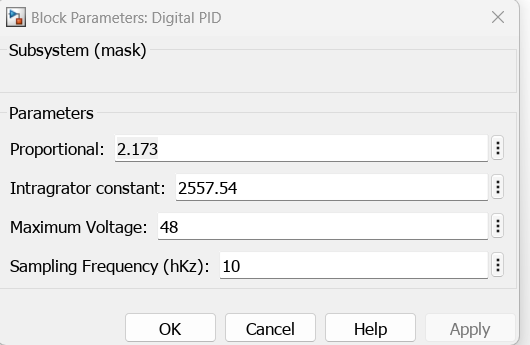 Block Parameters: Digital PID
Subsystem (mask)
Parameters
Proportional: 2.173
Intragrator constant: 2557.54
Maximum Voltage: 48
Sampling Frequency (hKz): 10
OK Cancel Help Apply